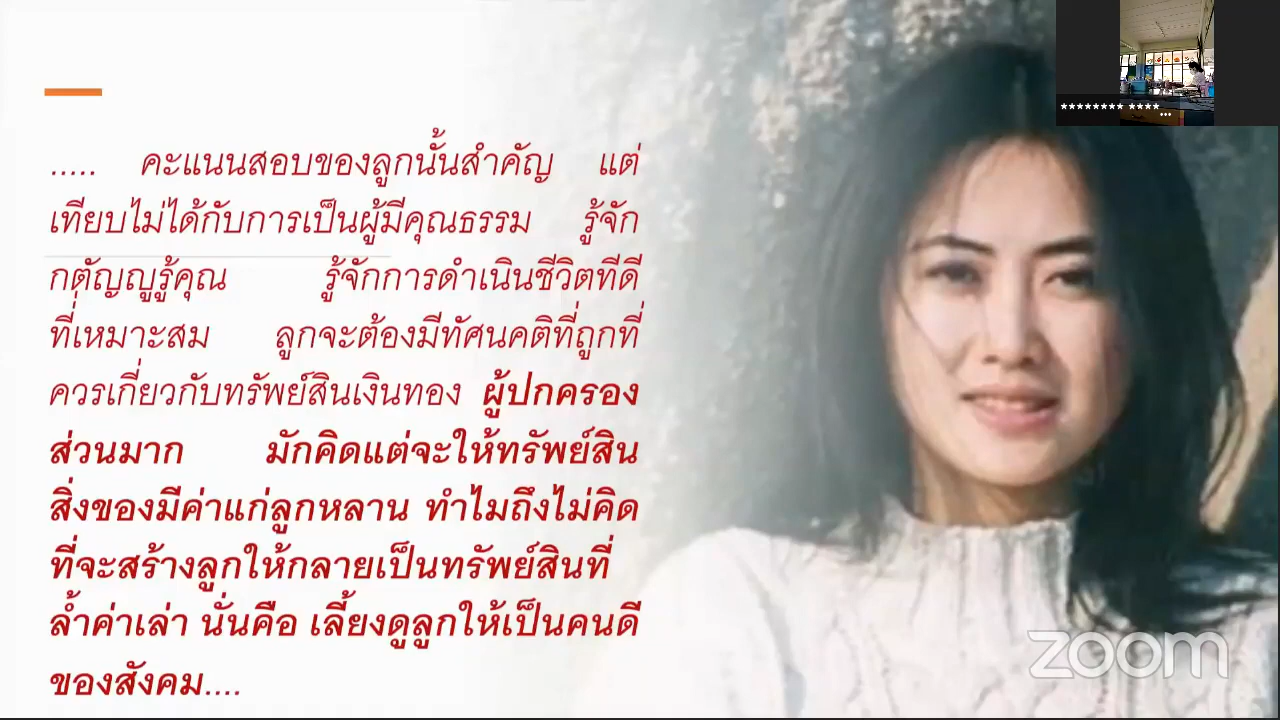 ..... คะแนนสอบของลูกนั้นสำคัญ แต่
เทียบไม่ได้กับการเป็นผู้มีคุณธรรม รู้จัก
กตัญญูรู้คุณ รู้จักการดำเนินชีวิตทีดี
ที่เหมาะสม ลูกจะต้องมีทัศนคติที่ถูกที่
ควรเกี่ยวกับทรัพย์สินเงินทอง ผู้ปกครอง
ส่วนมาก มักคิดแต่จะให้ทรัพย์สิน
สิ่งของมีค่าแก่ลูกหลาน ทำไมถึงไม่คิด
ที่จะสร้างลูกให้กลายเป็นทรัพย์สินที่
ล้ำค่าเล่า นั่นคือ เลี้ยงดูลูกให้เป็นคนดี
ของสังคม....
******** ****...
zoom